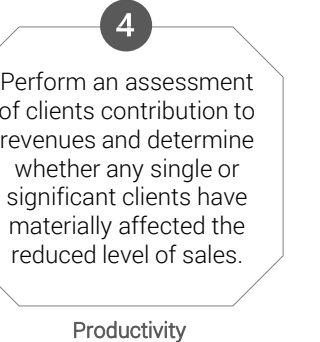 4
Perform an assessment
of clients contribution to
revenues and determine
whether any single or
significant clients have
materially affected the
reduced level of sales.
Productivity